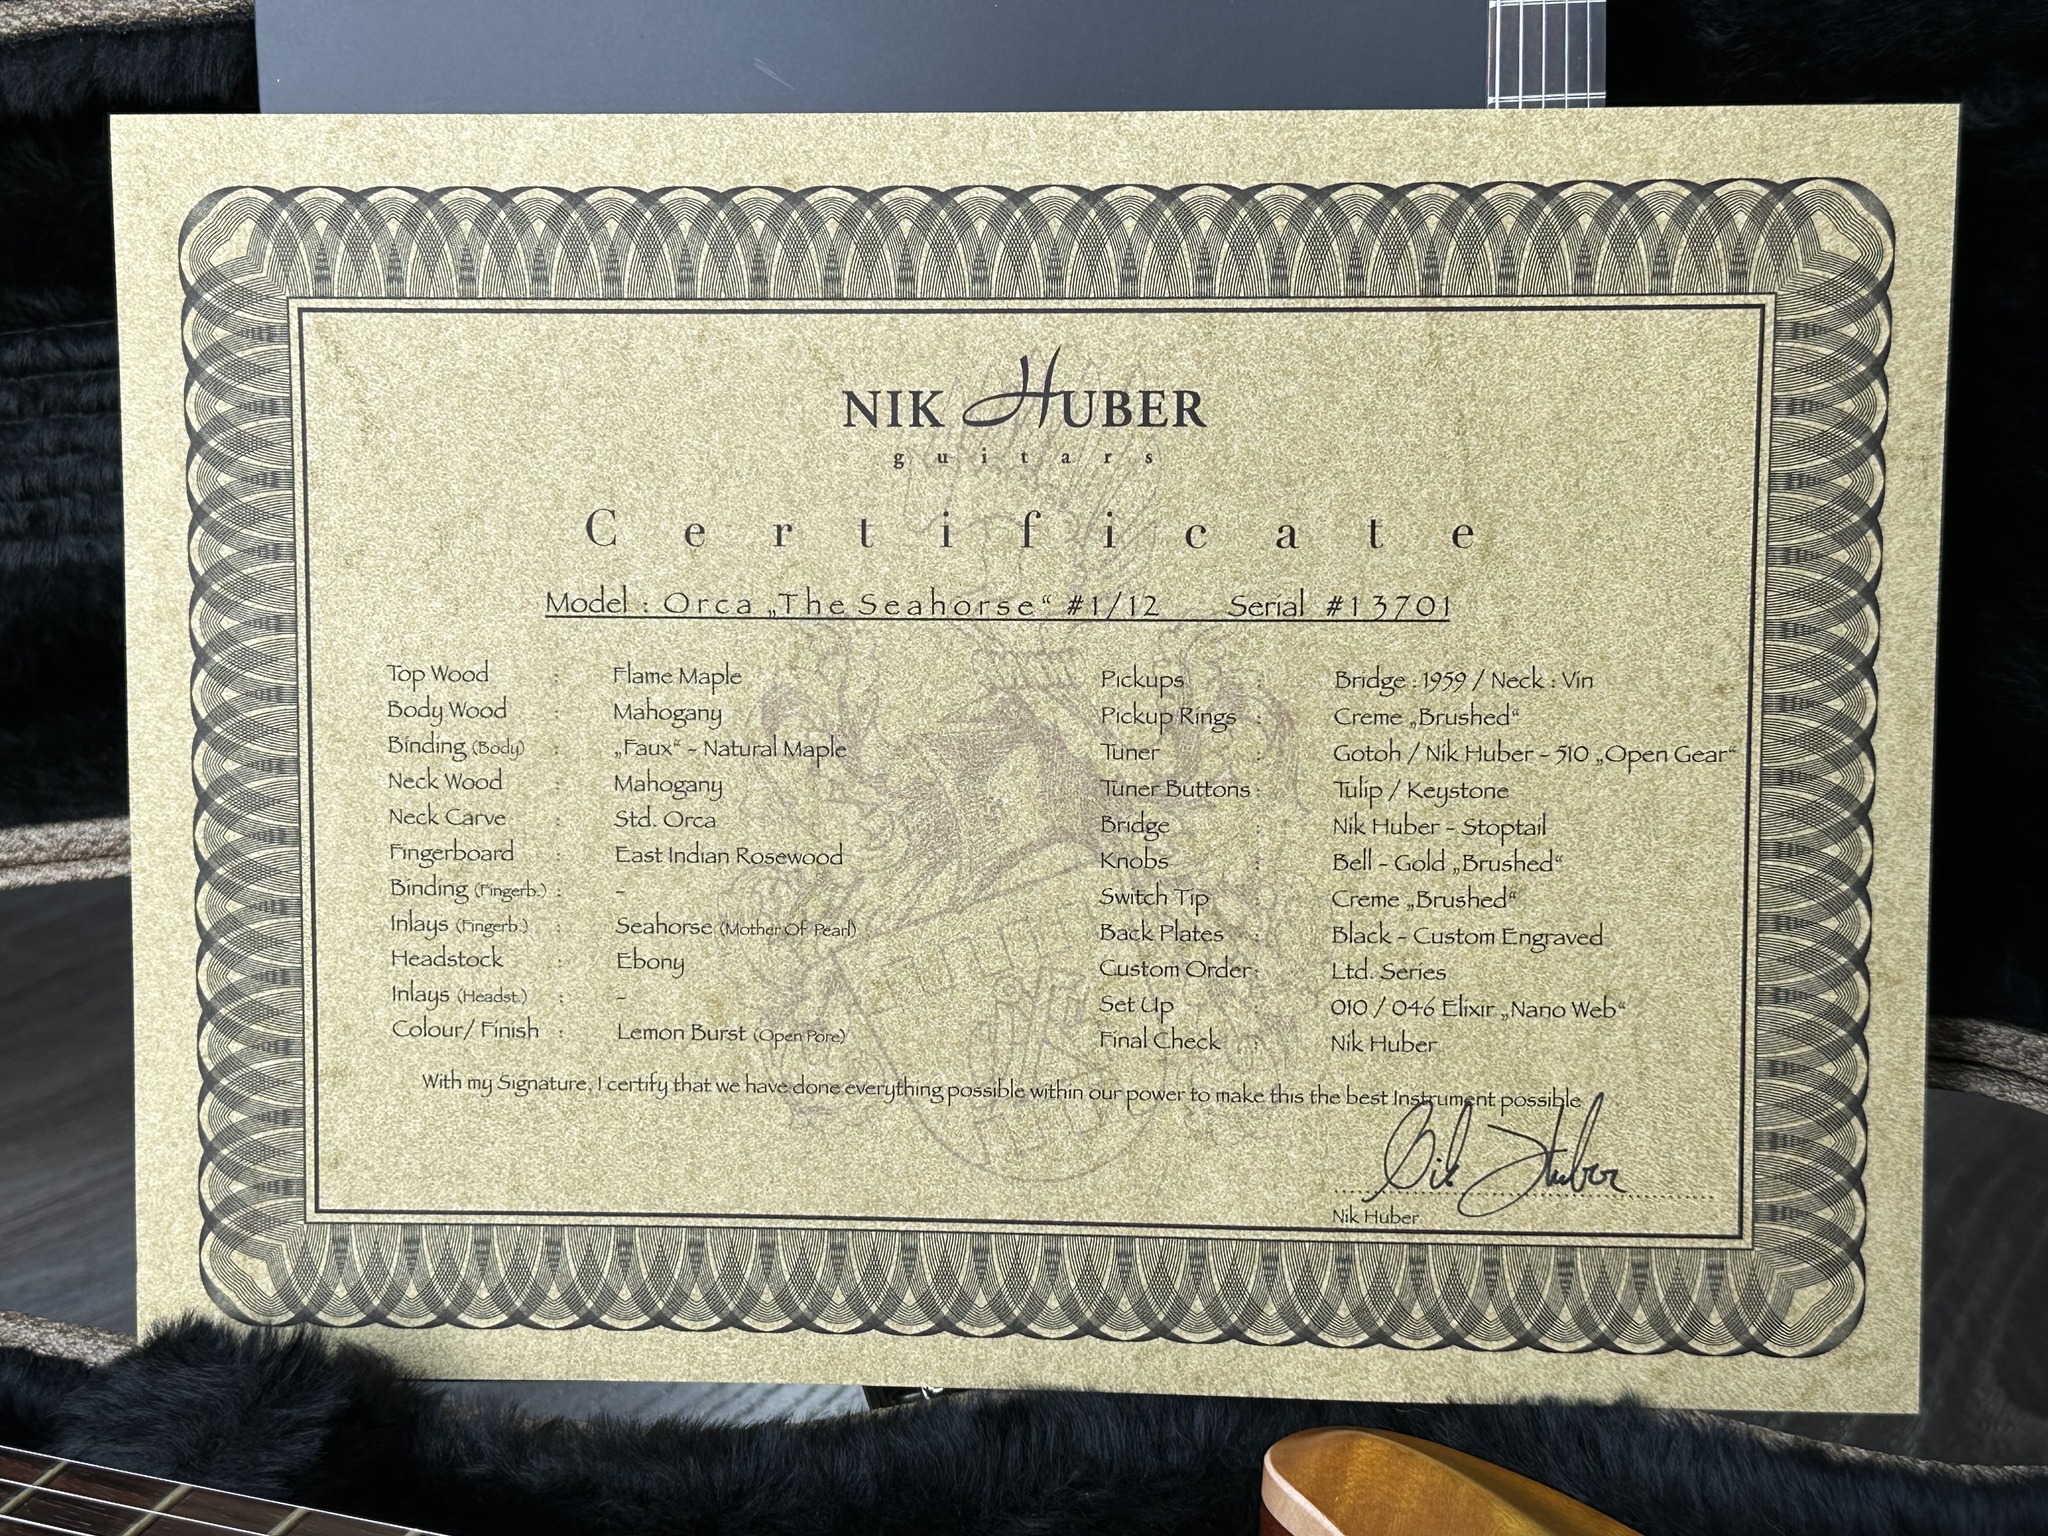 NIK HUBER
guitars
Certificate
Model : Orca „The Seahorse“ #1/12 Serial #13701
Top Wood : Flame Maple
Body Wood : Mahogany
Binding (Body) : „Faux“ - Natural Maple
Neck Wood : Mahogany
Neck Carve : Std. Orca
Fingerboard : East Indian Rosewood
Binding (Fingerb.) : -
Inlays (Fingerb.) : Seahorse (Mother Of Pearl)
Headstock : Ebony
Inlays (Headst.) : -
Colour/ Finish : Lemon Burst (Open Pore)
Pickups : Bridge : 1959 / Neck : Vin
Pickup Rings : Creme „Brushed“
Tuner : Gotoh / Nik Huber - 510 „Open Gear“
Tuner Buttons : Tulip / Keystone
Bridge : Nik Huber - Stoptail
Knobs : Bell - Gold „Brushed“
Switch Tip : Creme „Brushed“
Back Plates : Black - Custom Engraved
Custom Order : Ltd. Series
Set Up : 010 / 046 Elixir „Nano Web“
Final Check : Nik Huber
With my Signature, I certify that we have done everything possible within our power to make this the best Instrument possible
Nik Huber
Nik Huber